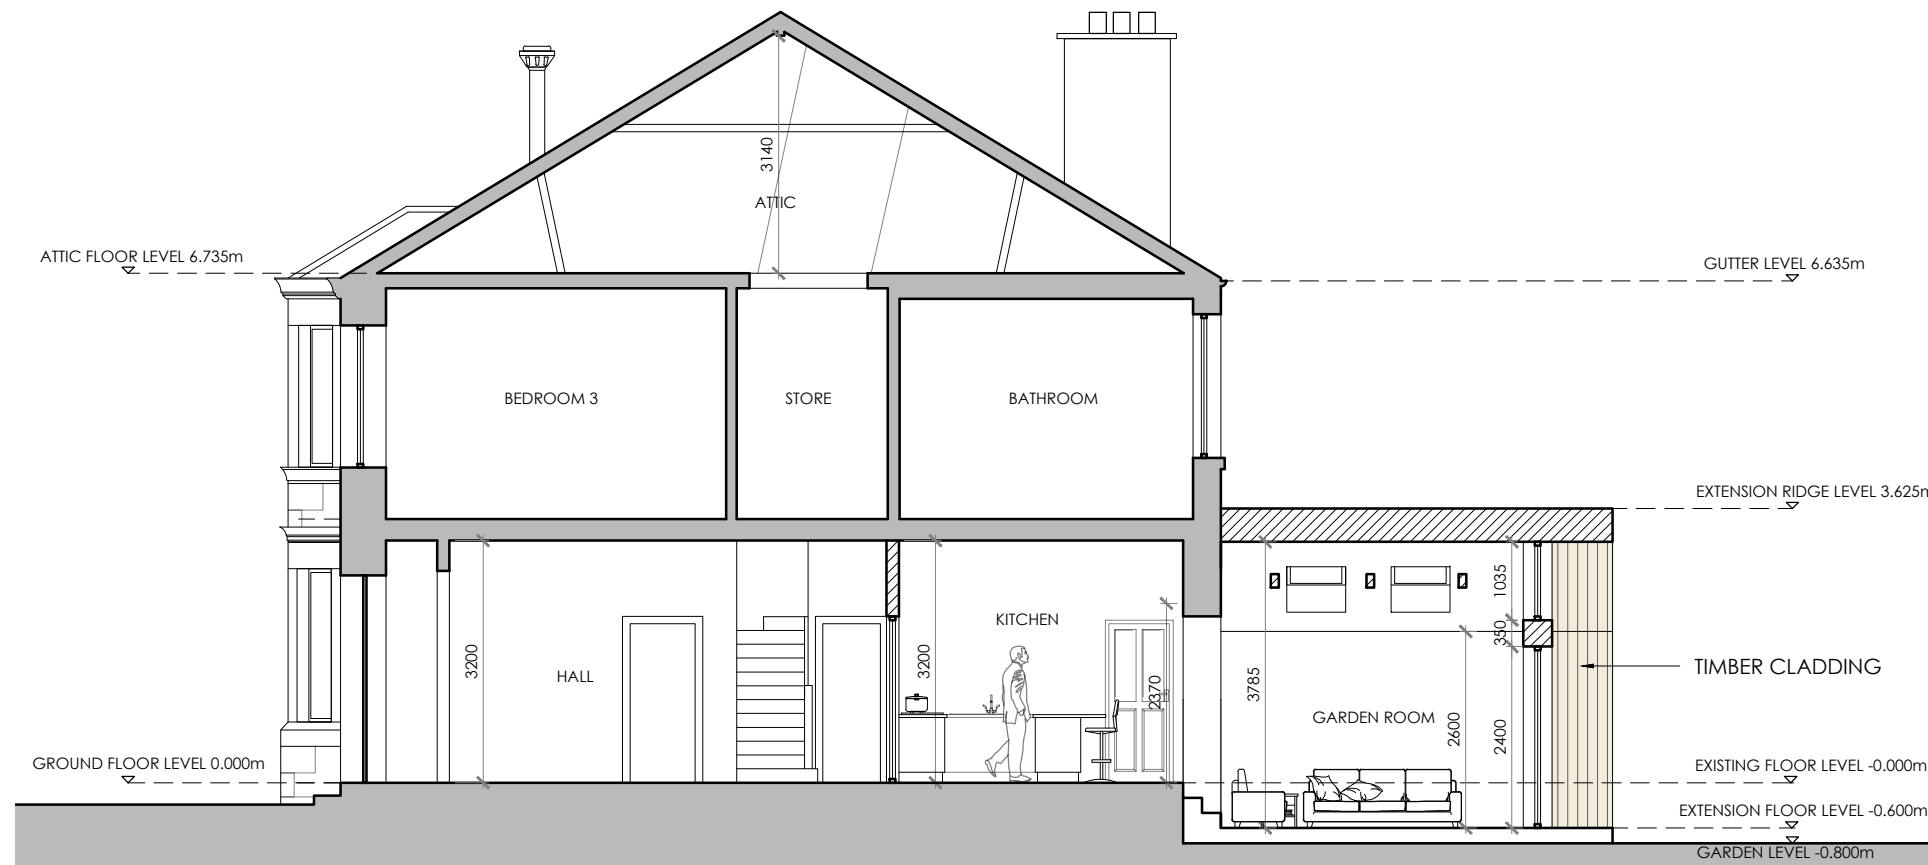 3140
ATTIC
ATTIC FLOOR LEVEL 6.735m
GUTTER LEVEL 6.635m
BEDROOM 3
STORE
BATHROOM
EXTENSION RIDGE LEVEL 3.625m
1035
350
KITCHEN
3200
HALL
3200
2370
3785
TIMBER CLADDING
GARDEN ROOM
2600
2400
GROUND FLOOR LEVEL 0.000m
EXISTING FLOOR LEVEL -0.000m
EXTENSION FLOOR LEVEL -0.600m
GARDEN LEVEL -0.800m